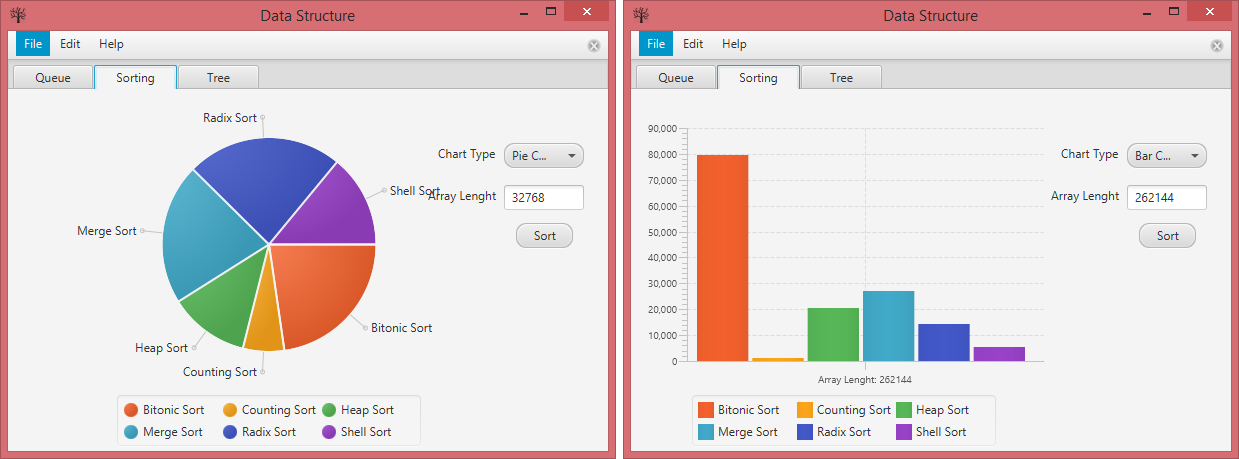 Data Structure
File Edit Help
Queue Sorting Tree
Radix Sort
Chart Type Pie C...
Shell Sort
Array Lenght 32768
Merge Sort
Sort
Bitonic Sort
Heap Sort
Counting Sort
Bitonic Sort Counting Sort Heap Sort
Merge Sort Radix Sort Shell Sort
Data Structure
File Edit Help
Queue Sorting Tree
90,000
80,000
70,000
60,000
50,000
40,000
30,000
20,000
10,000
0
Array Lenght: 262144
Chart Type Bar C...
Array Lenght 262144
Sort
Bitonic Sort Counting Sort Heap Sort
Merge Sort Radix Sort Shell Sort